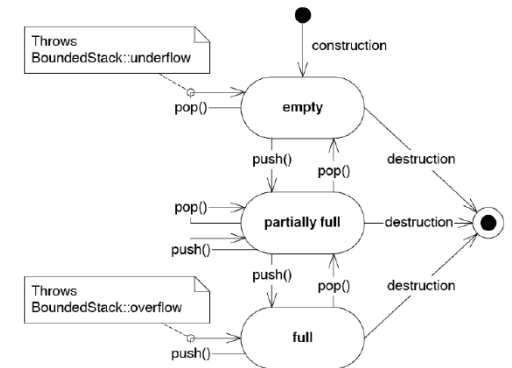 Throws
BoundedStack::underflow
construction
pop()
empty
push()
pop()
destruction
pop()
partially full
destruction
push()
push()
pop()
destruction
Throws
BoundedStack::overflow
full
push()